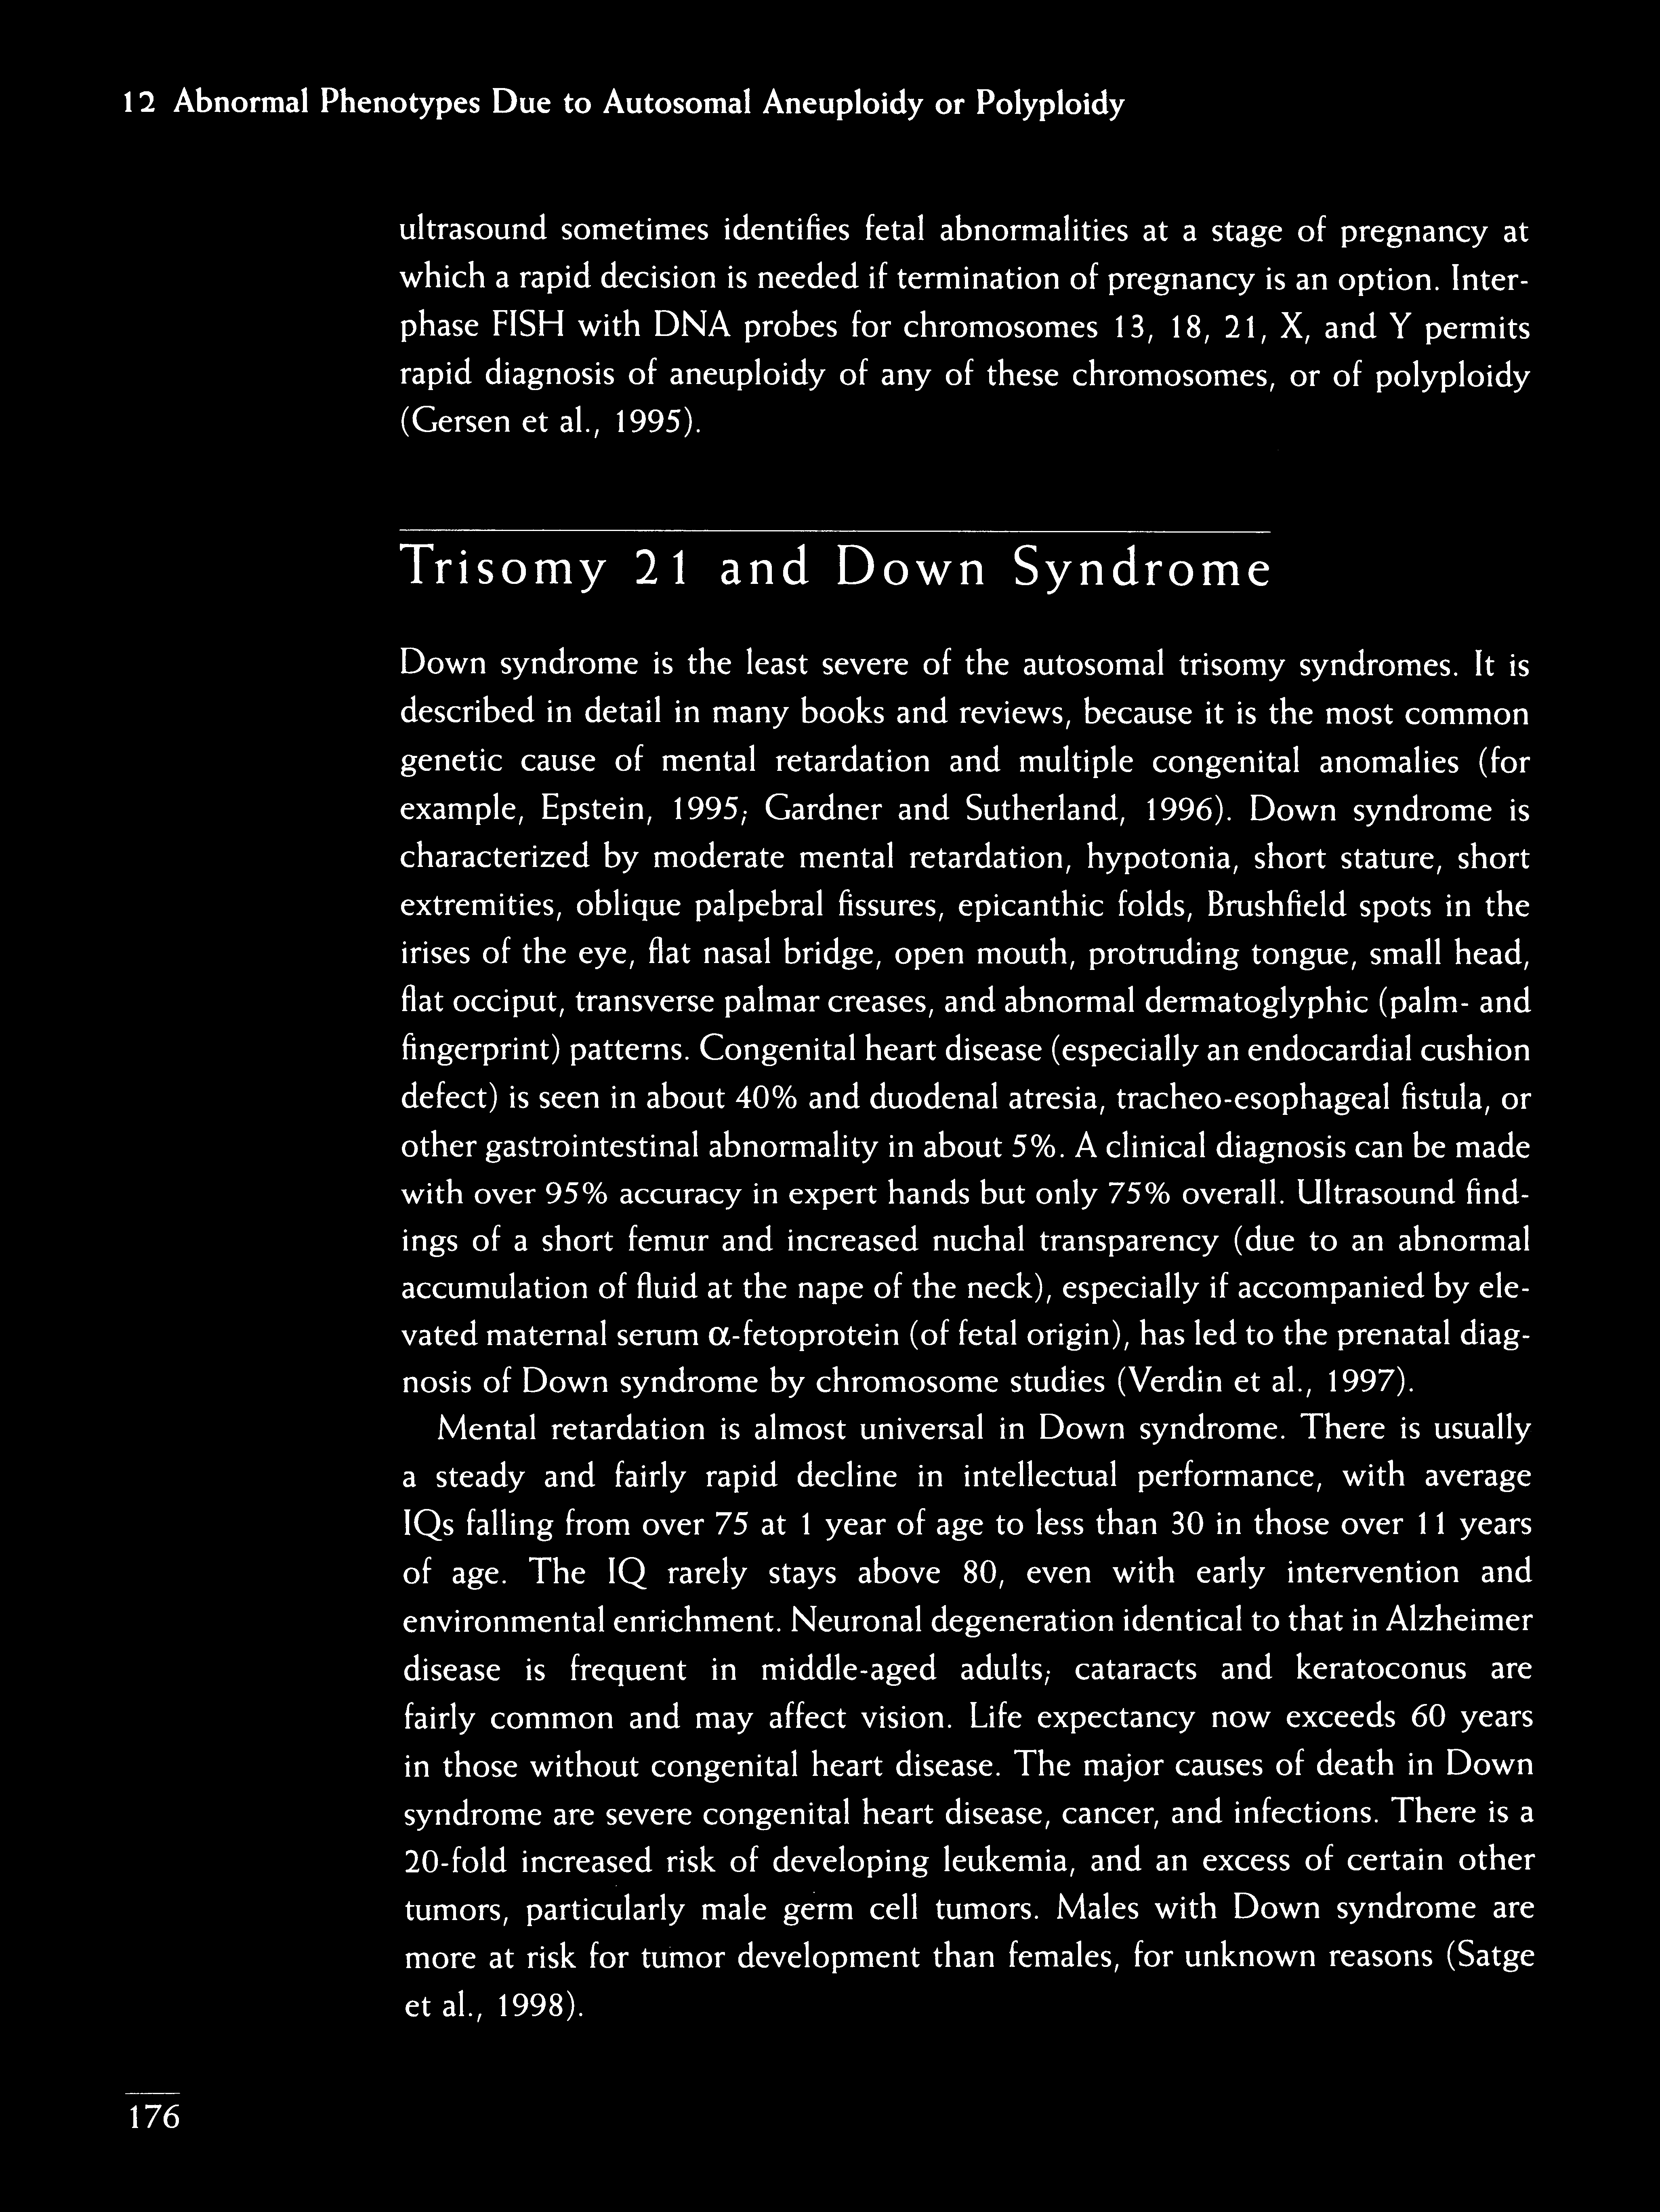 12 Abnormal Phenotypes Due to Autosomal Aneuploidy or Polyploidy
ultrasound sometimes identifies fetal abnormalities at a stage of pregnancy at
which a rapid decision is needed if termination of pregnancy is an option. Inter-
phase FISH with DNA probes for chromosomes 13, 18, 21, X, and Y permits
rapid diagnosis of aneuploidy of any of these chromosomes, or of polyploidy
(Gersen et al., 1995).
Trisomy 21 and Down Syndrome
Down syndrome is the least severe of the autosomal trisomy syndromes. It is
described in detail in many books and reviews, because it is the most common
genetic cause of mental retardation and multiple congenital anomalies (for
example, Epstein, 1995; Gardner and Sutherland, 1996). Down syndrome is
characterized by moderate mental retardation, hypotonia, short stature, short
extremities, oblique palpebral fissures, epicanthic folds, Brushfield spots in the
irises of the eye, flat nasal bridge, open mouth, protruding tongue, small head,
flat occiput, transverse palmar creases, and abnormal dermatoglyphic (palm- and
fingerprint) patterns. Congenital heart disease (especially an endocardial cushion
defect) is seen in about 40% and duodenal atresia, tracheo-esophageal fistula, or
other gastrointestinal abnormality in about 5%. A clinical diagnosis can be made
with over 95% accuracy in expert hands but only 75% overall. Ultrasound find-
ings of a short femur and increased nuchal transparency (due to an abnormal
accumulation of fluid at the nape of the neck), especially if accompanied by ele-
vated maternal serum α-fetoprotein (of fetal origin), has led to the prenatal diag-
nosis of Down syndrome by chromosome studies (Verdin et al., 1997).
Mental retardation is almost universal in Down syndrome. There is usually
a steady and fairly rapid decline in intellectual performance, with average
IQs falling from over 75 at 1 year of age to less than 30 in those over 11 years
of age. The IQ rarely stays above 80, even with early intervention and
environmental enrichment. Neuronal degeneration identical to that in Alzheimer
disease is frequent in middle-aged adults; cataracts and keratoconus are
fairly common and may affect vision. Life expectancy now exceeds 60 years
in those without congenital heart disease. The major causes of death in Down
syndrome are severe congenital heart disease, cancer, and infections. There is a
20-fold increased risk of developing leukemia, and an excess of certain other
tumors, particularly male germ cell tumors. Males with Down syndrome are
more at risk for tumor development than females, for unknown reasons (Satge
et al., 1998).
176